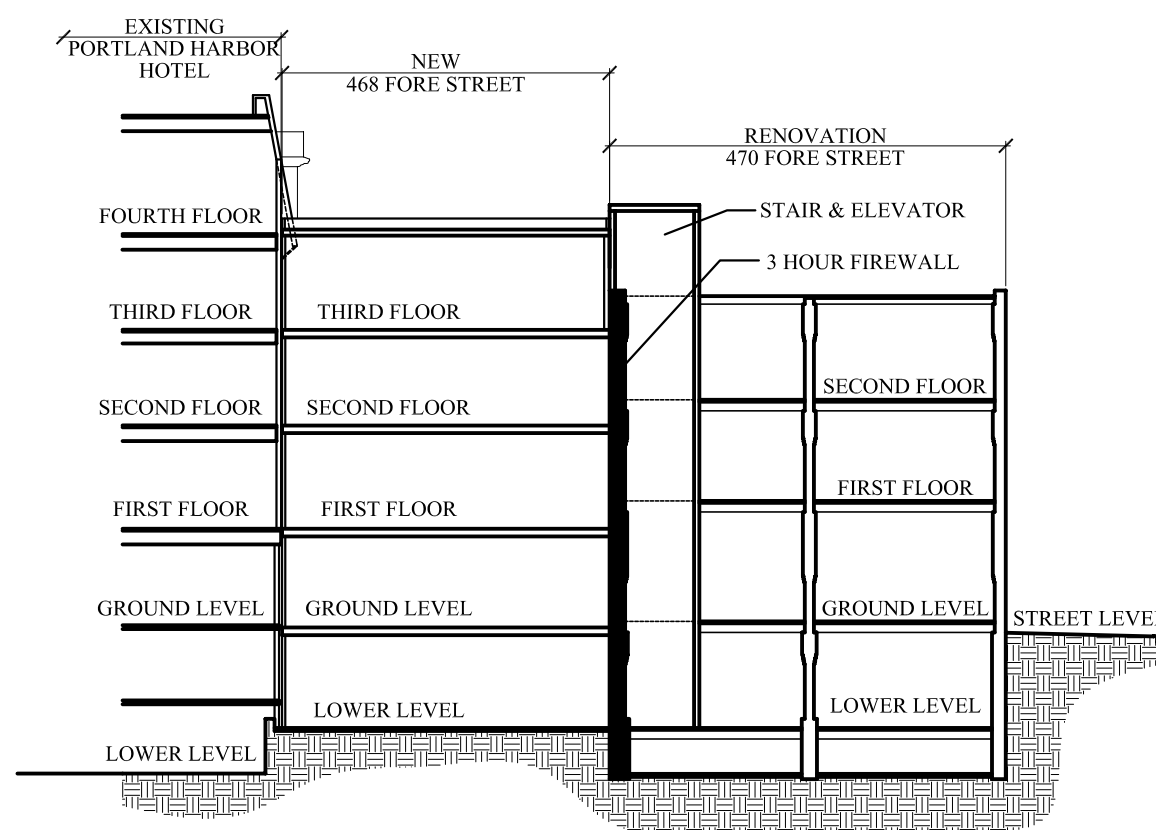 EXISTING
PORTLAND HARBOR
HOTEL
NEW
468 FORE STREET
RENOVATION
470 FORE STREET
FOURTH FLOOR
STAIR & ELEVATOR
3 HOUR FIREWALL
THIRD FLOOR
THIRD FLOOR
SECOND FLOOR
SECOND FLOOR
SECOND FLOOR
FIRST FLOOR
FIRST FLOOR
FIRST FLOOR
GROUND LEVEL
GROUND LEVEL
GROUND LEVEL
STREET LEVE
LOWER LEVEL
LOWER LEVEL
LOWER LEVEL